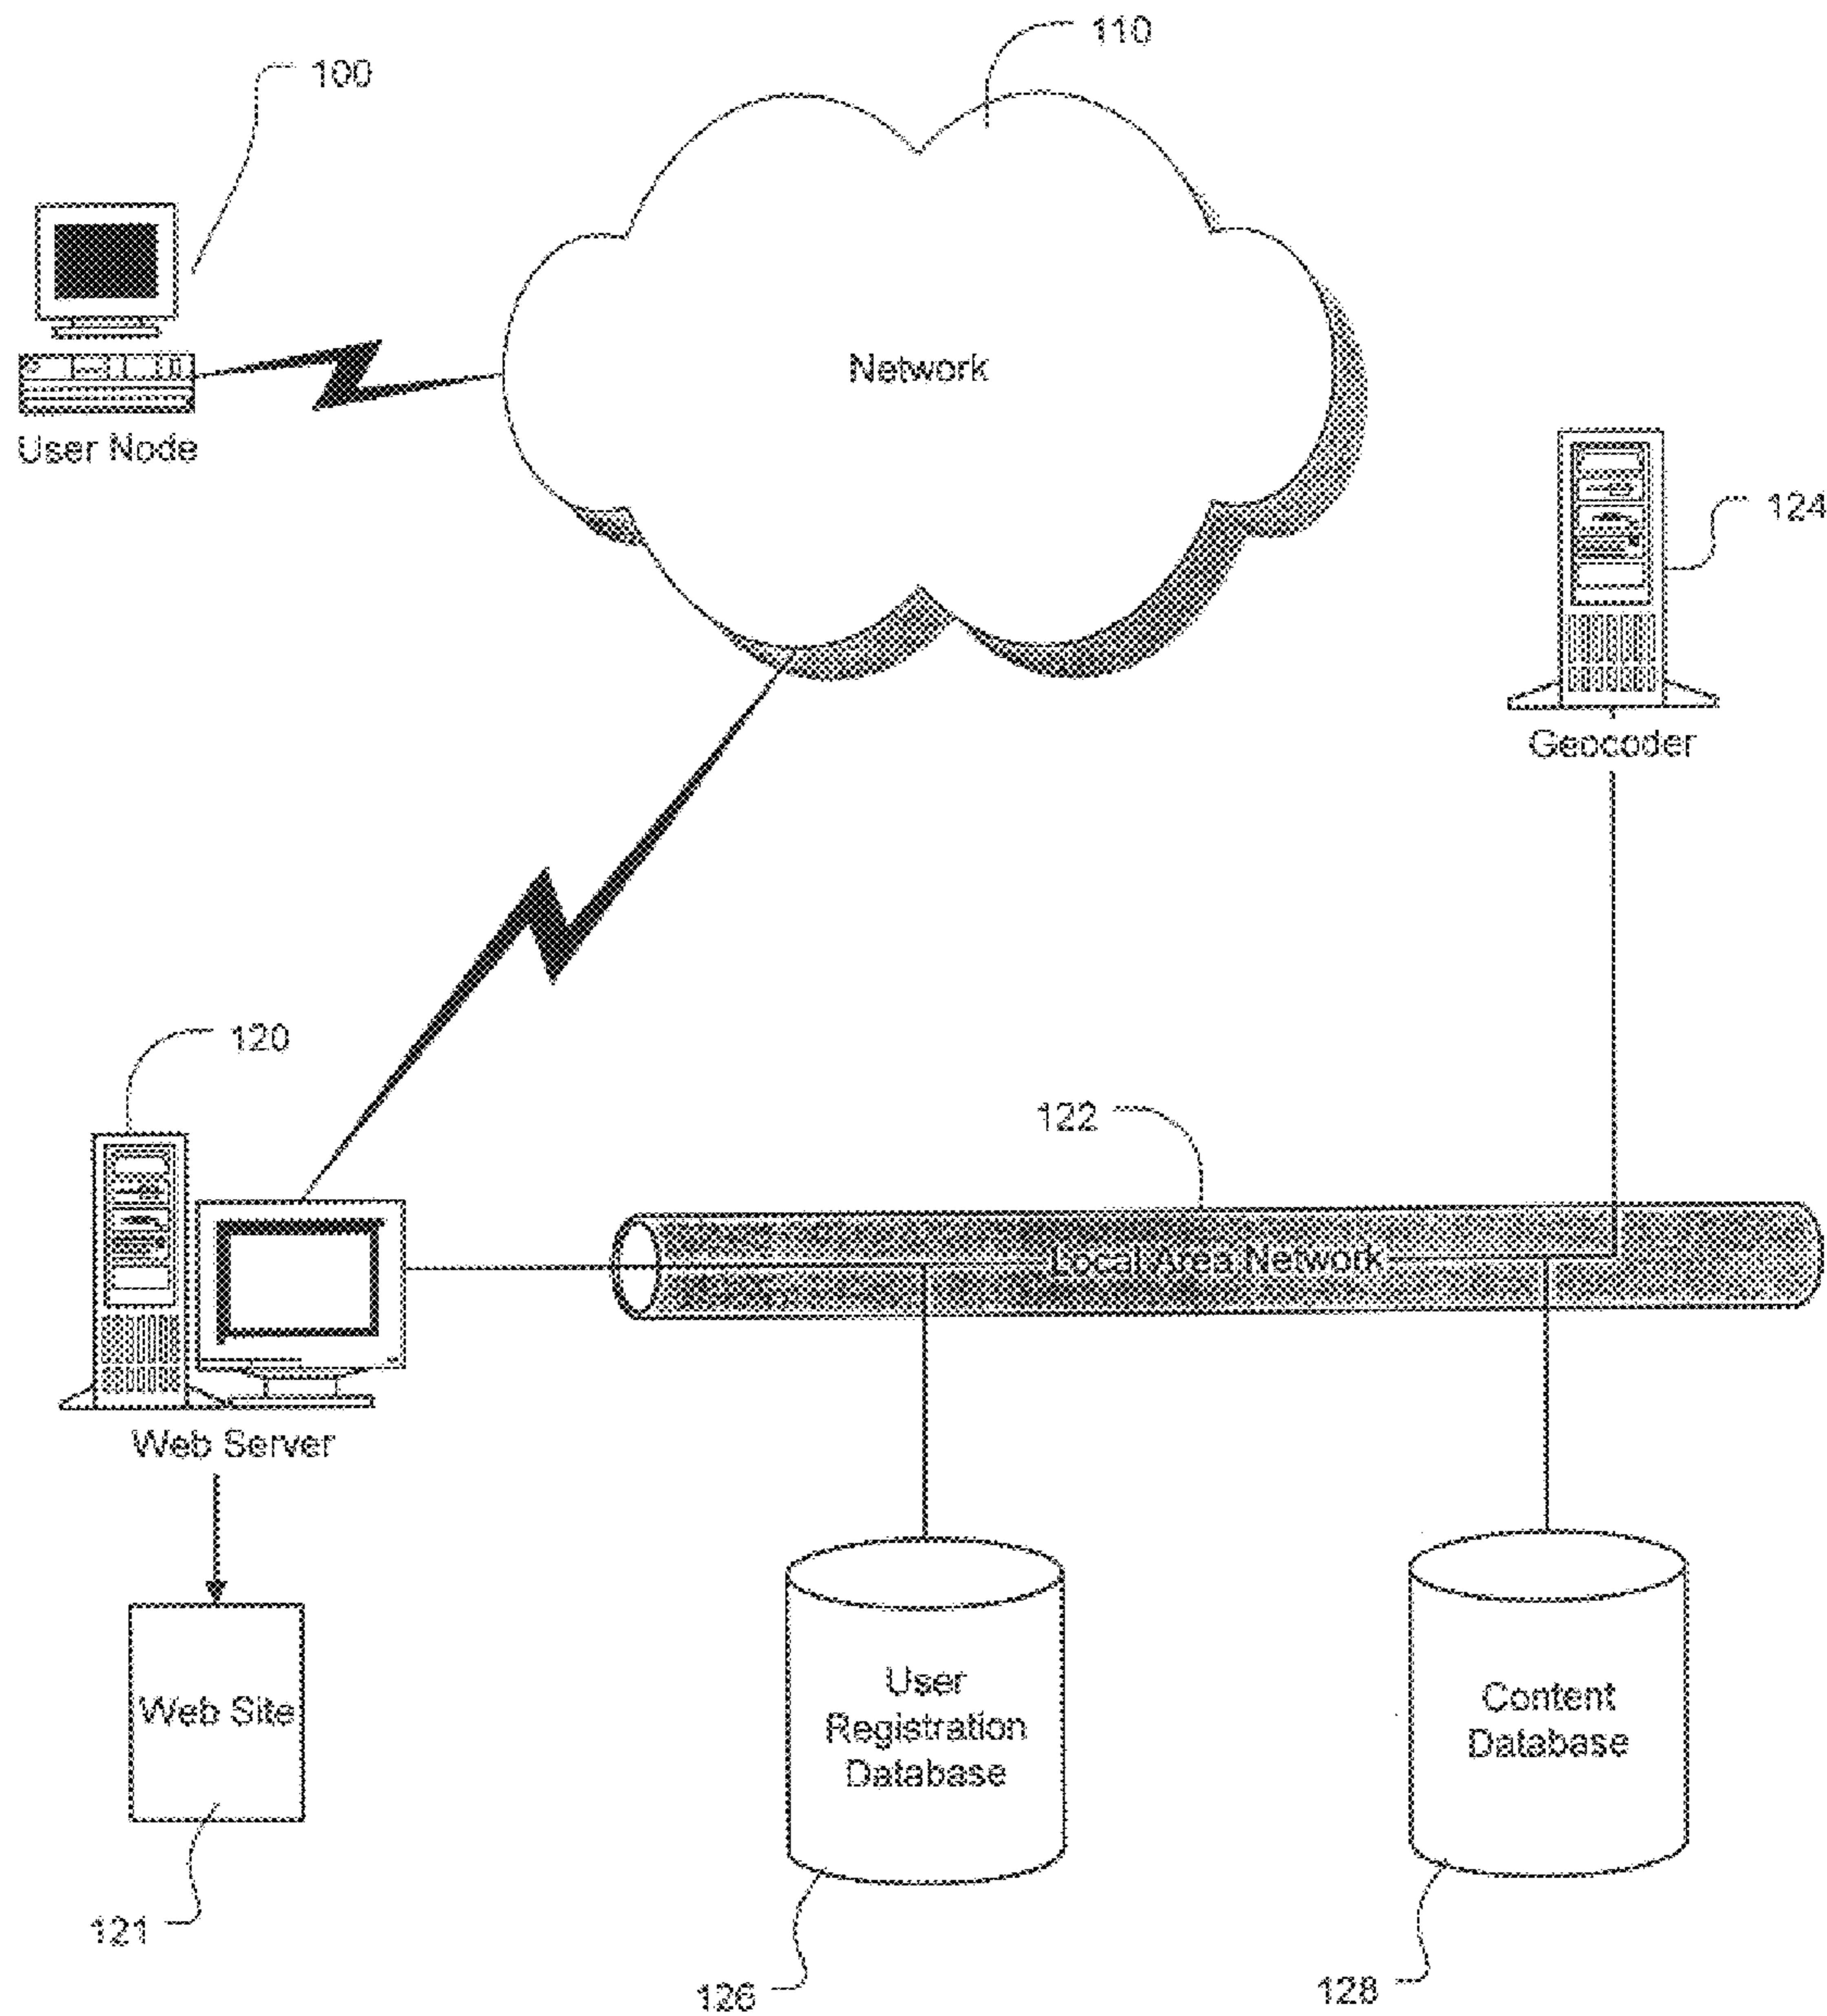 110
100
Network
User Node
124
Geocoder
120
122
Local Area Network
Web Server
User
Registration
Database
Content
Database
Web Site
121
126
128